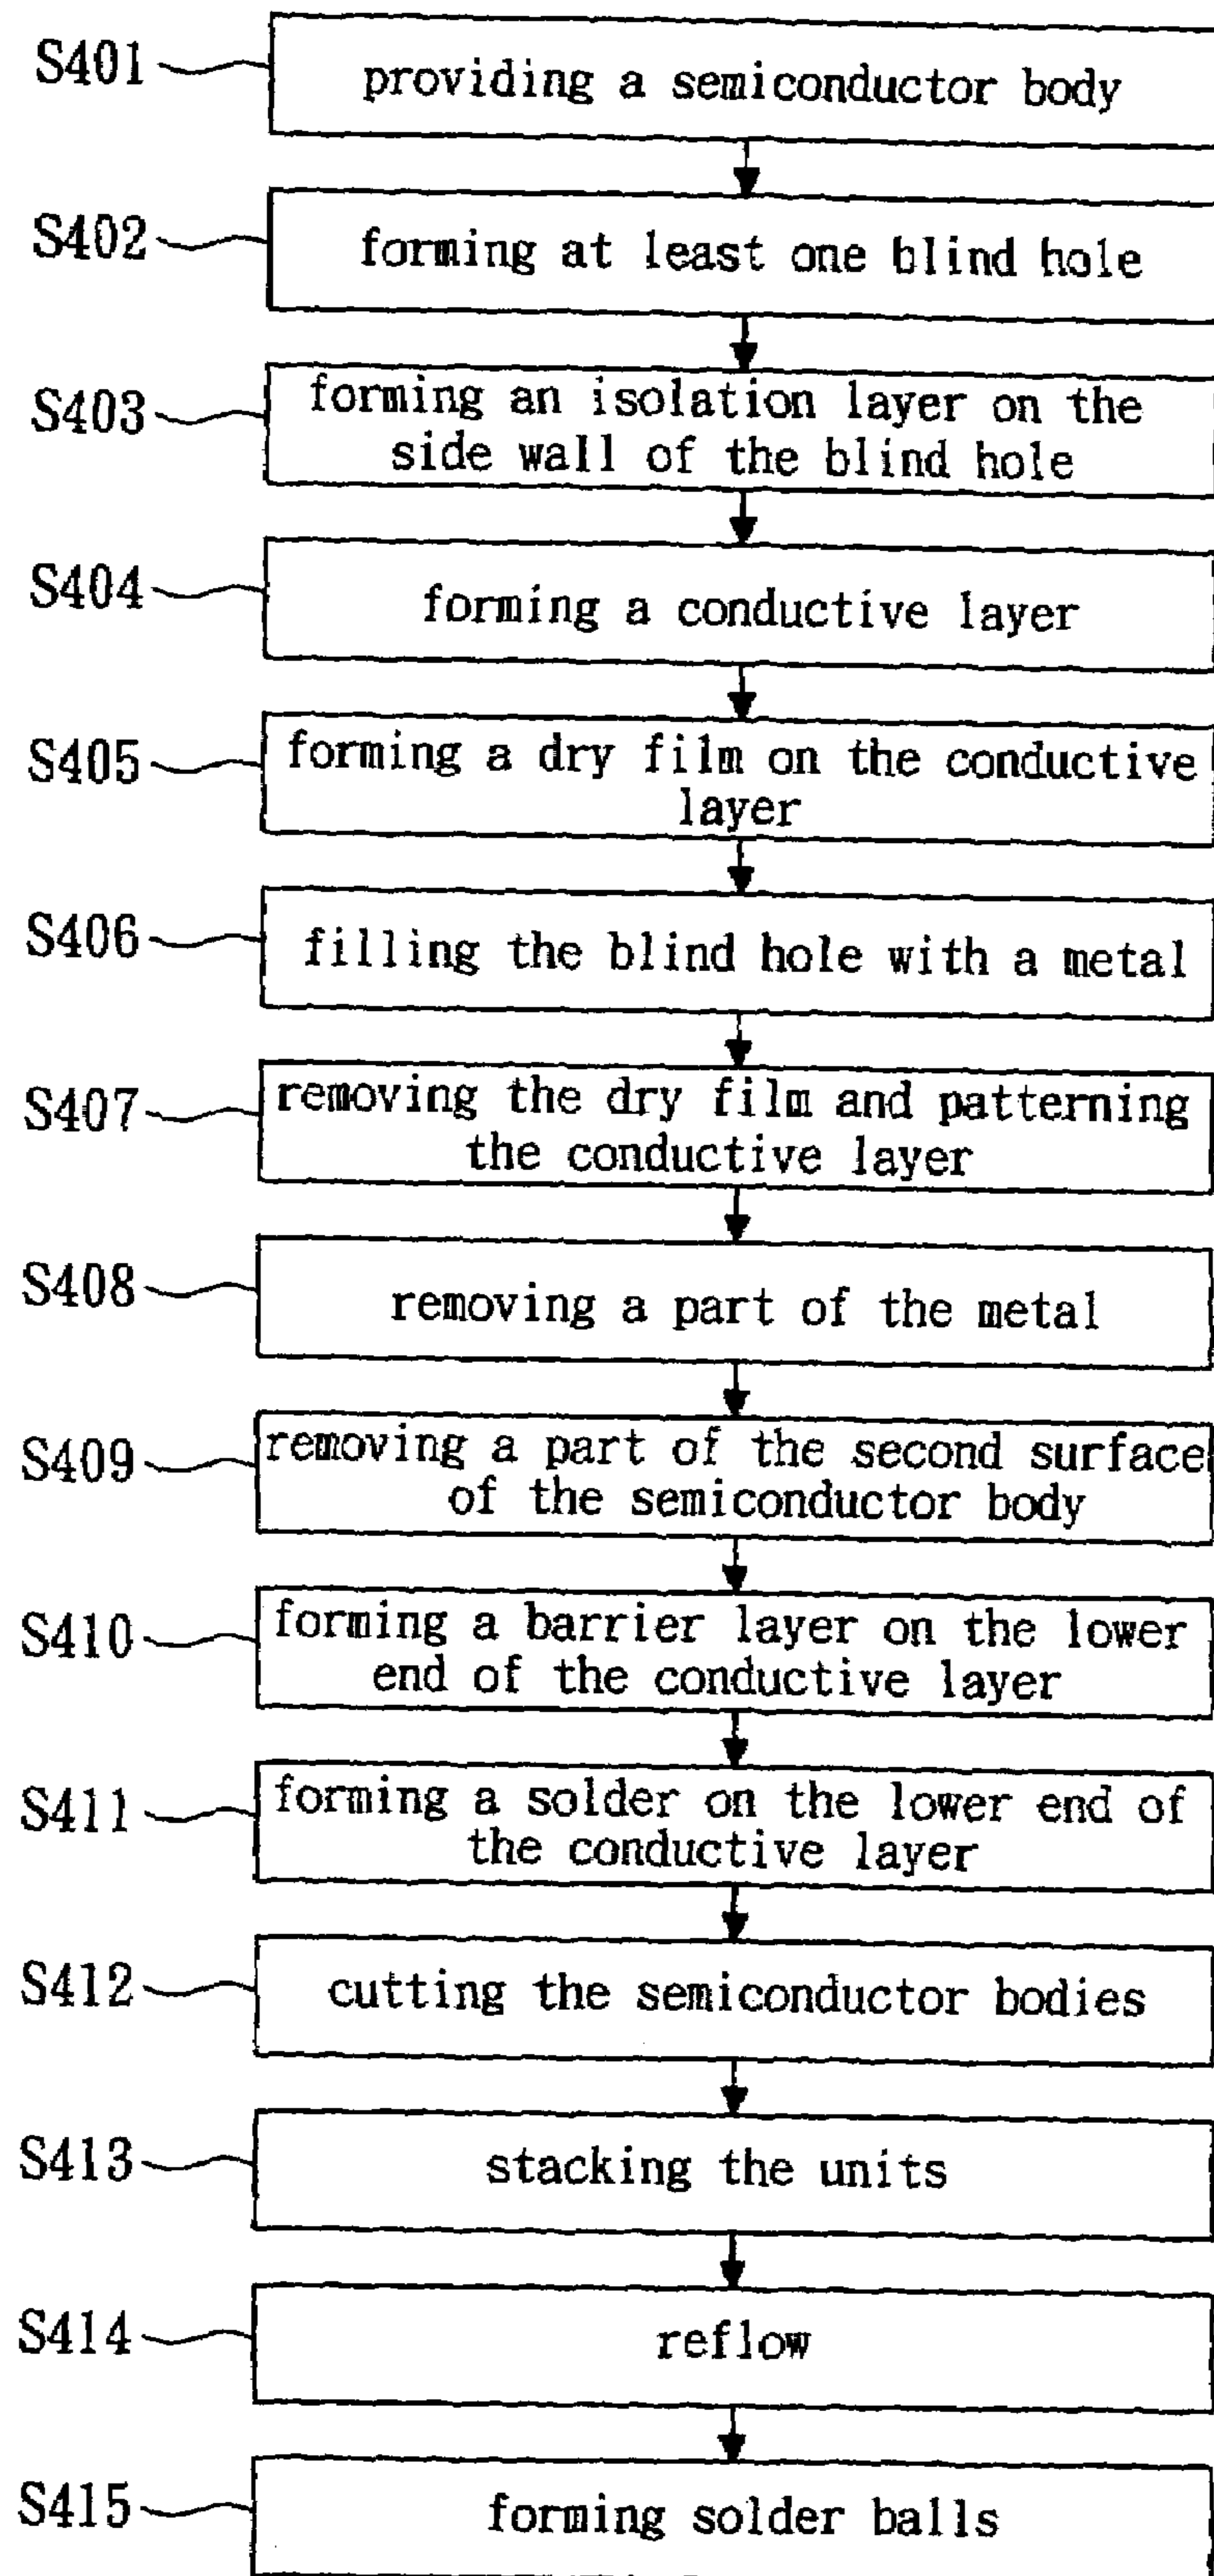 S401
providing a semiconductor body
S402
forming at least one blind hole
S403
forming an isolation layer on the
side wall of the blind hole
S404
forming a conductive layer
S405
forming a dry film on the conductive
layer
S406
filling the blind hole with a metal
S407
removing the dry film and patterning
the conductive layer
S408
removing a part of the metal
S409
removing a part of the second surface
of the semiconductor body
S410
forming a barrier layer on the lower
end of the conductive layer
S411
forming a solder on the lower end of
the conductive layer
S412
cutting the semiconductor bodies
S413
stacking the units
S414
reflow
S415
forming solder balls